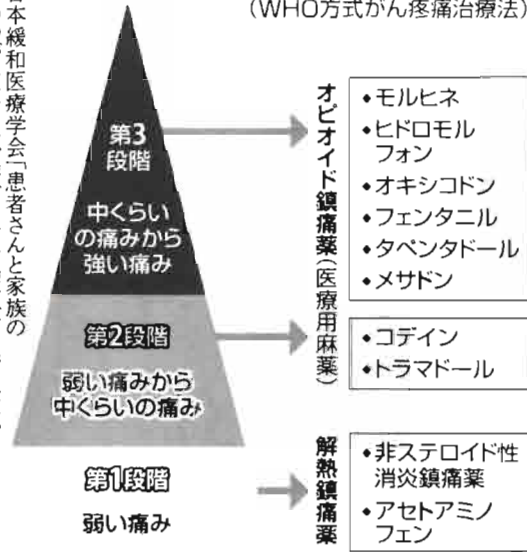 (WHO方式がん疼痛治療法)
本緩和医療学会「患者さんと家族の
第3
段階
中くらい
の痛みから
強い痛み
第2段階
弱い痛みから
中くらいの痛み
第1段階
弱い痛み
オピオイド鎮痛薬(医療用麻薬)
•モルヒネ
•ヒドロモル
フォン
•オキシコドン
•フェンタニル
•タペンタドール
•メサドン
•コデイン
•トラマドール
解熱鎮痛薬
•非ステロイド性
消炎鎮痛薬
•アセトアミノ
フェン